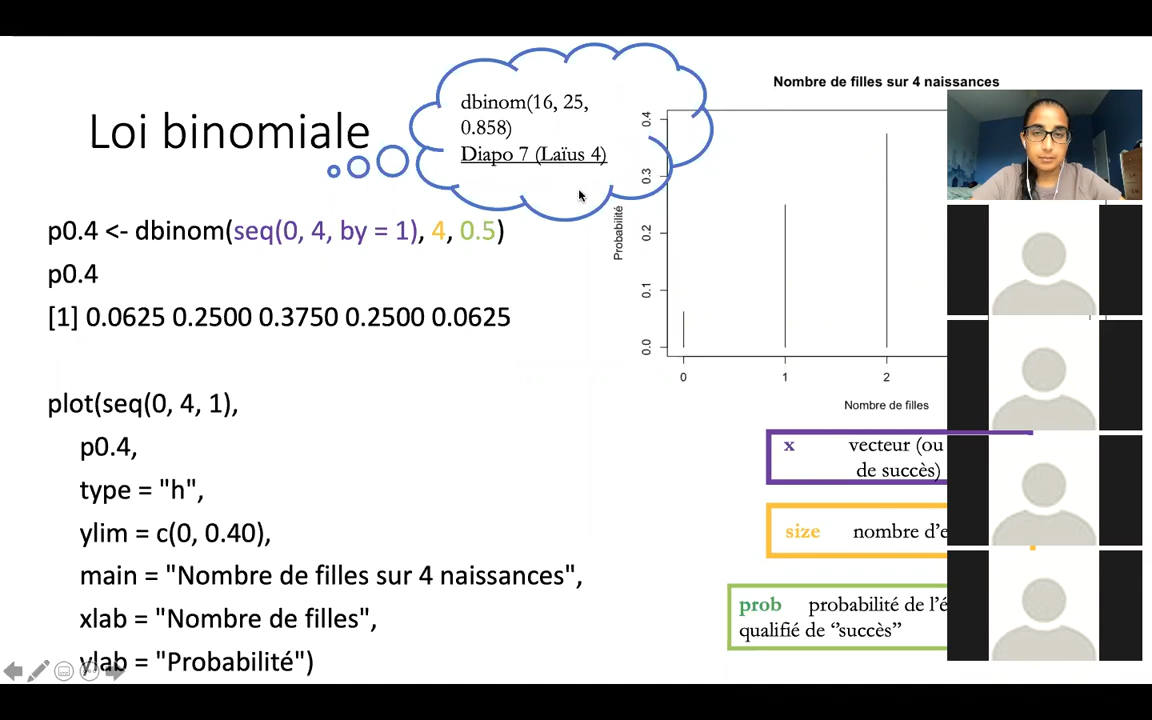 Loi binomiale
dbinom(16, 25,
0.858)
Diapo 7 (Laïus 4)
p0.4 <- dbinom(seq(0, 4, by = 1), 4, 0.5)
p0.4
[1] 0.0625 0.2500 0.3750 0.2500 0.0625
plot(seq(0, 4, 1),
p0.4,
type = "h",
ylim = c(0, 0.40),
main = "Nombre de filles sur 4 naissances",
xlab = "Nombre de filles",
ylab = "Probabilité")
Nombre de filles sur 4 naissances
Probabilité
0.4
0.3
0.2
0.1
0.0
0 1 2
Nombre de filles
x vecteur (ou
de succès)
size nombre d'e
prob probabilité de l'é
qualifié de "succès"